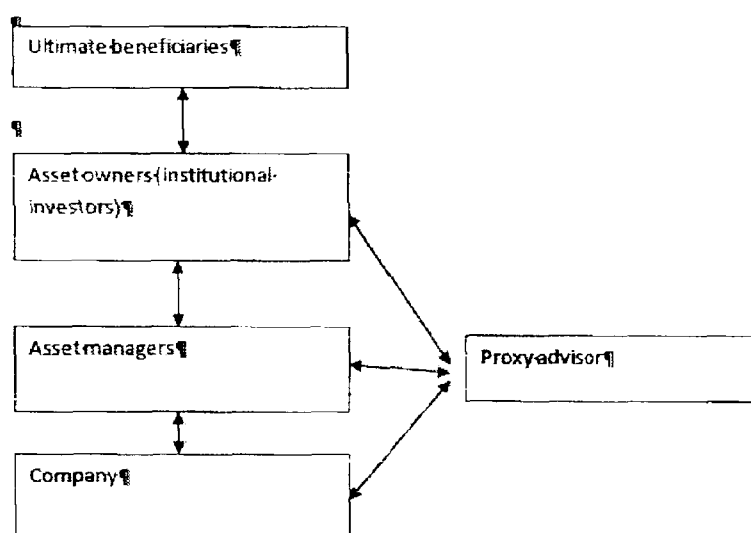 ¶
Ultimate·beneficiaries¶
¶
Asset·owners·(institutional·
investors)¶
Asset·managers¶
Proxy·advisor¶
Company¶